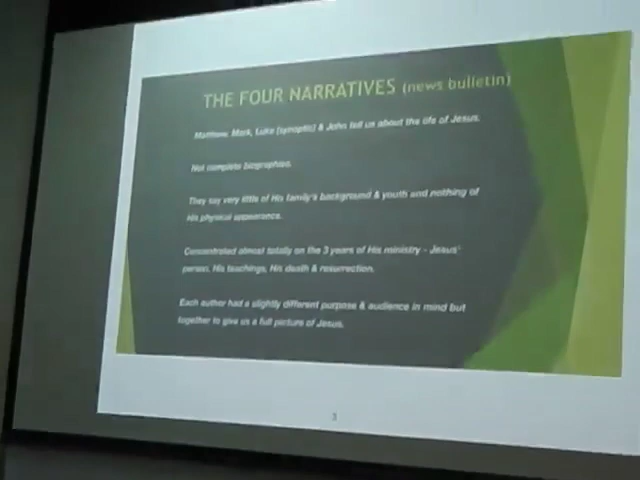 THE FOUR NARRATIVES (news bulletin)
Matthew, Mark, Luke (synoptic) & John tell us about the life of Jesus.
Not complete biographies.
They say very little of His family's background & youth and nothing of
His physical appearance.
Concentrated almost totally on the 3 years of His ministry - Jesus'
person, His teachings, His death & resurrection.
Each author had a slightly different purpose & audience in mind but
together to give us a full picture of Jesus.